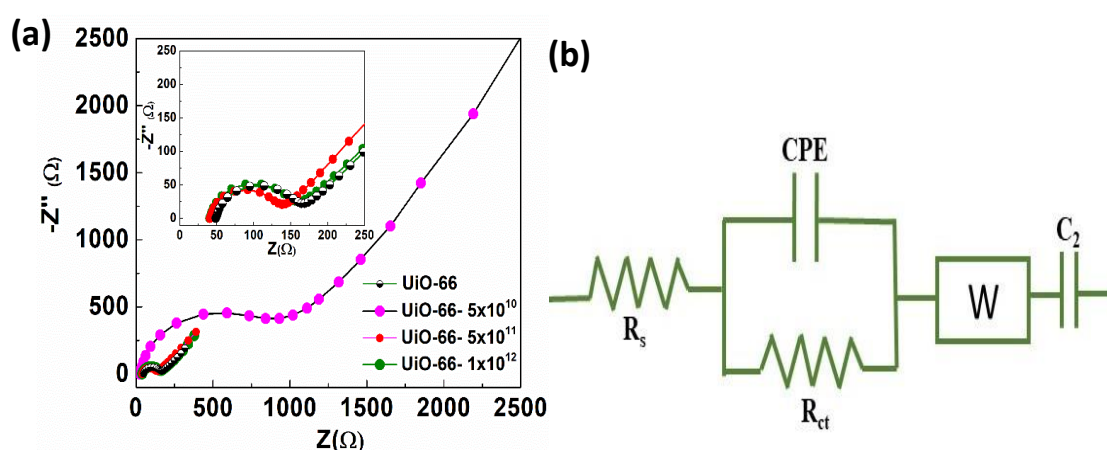 (a)
2500
2000
1500
1000
500
0
-Z'' (Ω)
0 500 1000 1500 2000 2500
Z(Ω)
250
200
150
100
50
0
-Z'' (Ω)
0 50 100 150 200 250
Z(Ω)
UiO-66
UiO-66- 5x10¹⁰
UiO-66- 5x10¹¹
UiO-66- 1x10¹²
(b)
CPE
C₂
Rₛ
W
R_ct